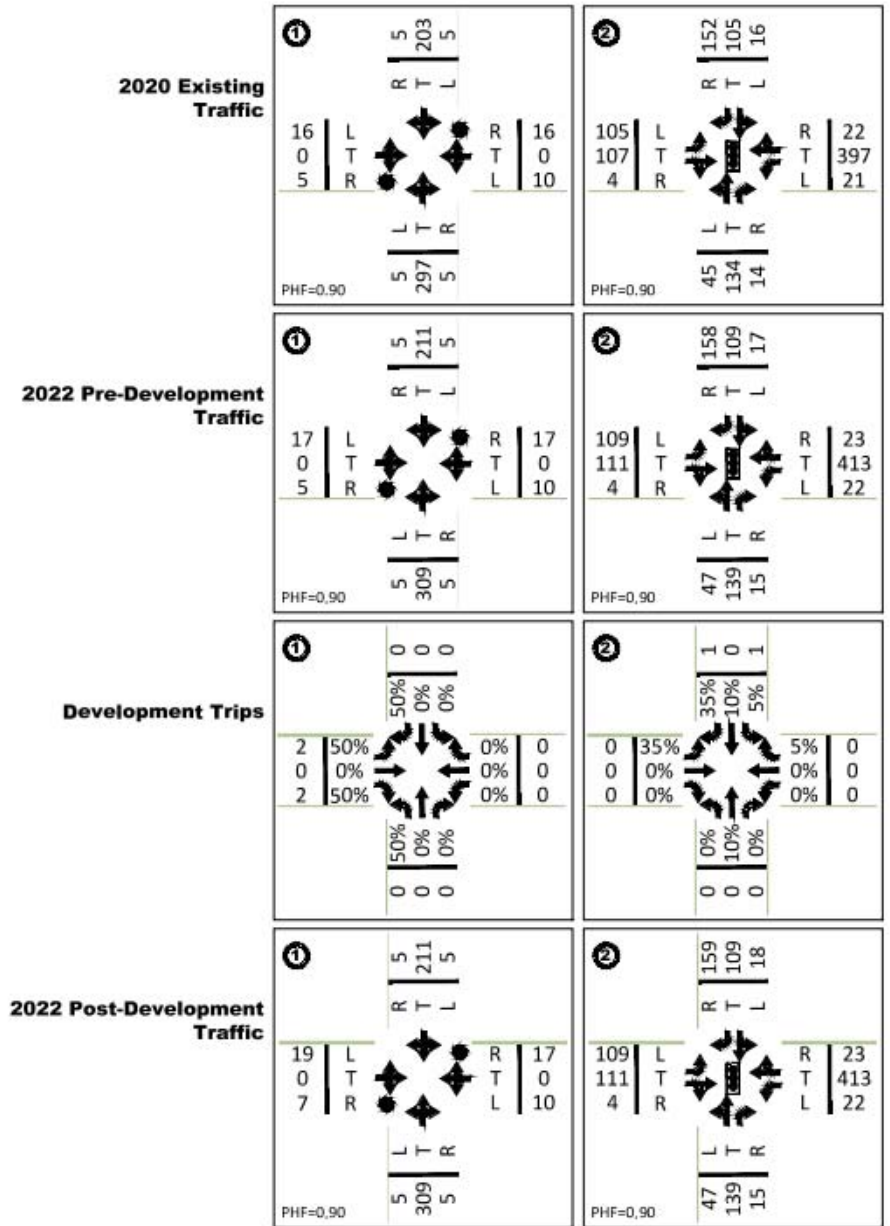 2020 Existing
Traffic
1
R 5
T 203
L 5
16 L
0 T
5 R
R 16
T 0
L 10
L 5
T 297
R 5
PHF=0.90
2
R 152
T 105
L 16
105 L
107 T
4 R
R 22
T 397
L 21
L 45
T 134
R 14
PHF=0.90
2022 Pre-Development
Traffic
1
R 5
T 211
L 5
17 L
0 T
5 R
R 17
T 0
L 10
L 5
T 309
R 5
PHF=0,90
2
R 158
T 109
L 17
109 L
111 T
4 R
R 23
T 413
L 22
L 47
T 139
R 15
PHF=0,90
Development Trips
1
50% 0
0% 0
0% 0
2 50%
0 0%
2 50%
0% 0
0% 0
0% 0
0 50%
0 0%
0 0%
2
35% 1
10% 0
5% 1
0 35%
0 0%
0 0%
5% 0
0% 0
0% 0
0 0%
0 10%
0 0%
2022 Post-Development
Traffic
1
R 5
T 211
L 5
19 L
0 T
7 R
R 17
T 0
L 10
L 5
T 309
R 5
PHF=0,90
2
R 159
T 109
L 18
109 L
111 T
4 R
R 23
T 413
L 22
L 47
T 139
R 15
PHF=0,90